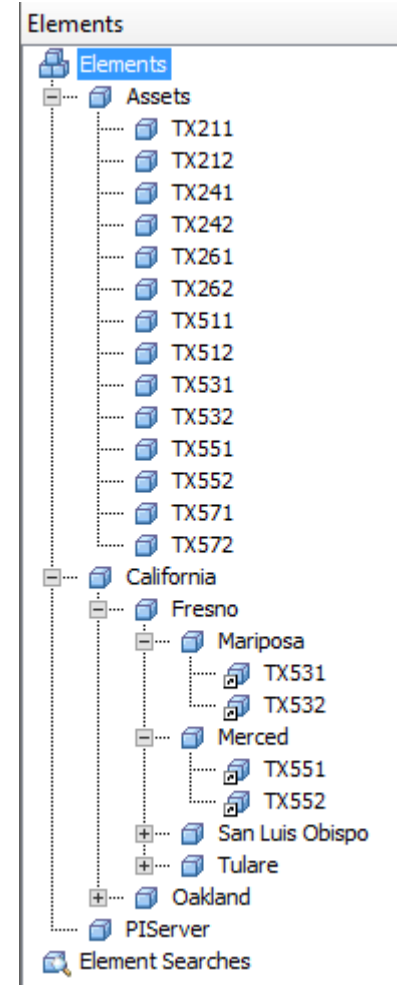 Elements
Elements
Assets
TX211
TX212
TX241
TX242
TX261
TX262
TX511
TX512
TX531
TX532
TX551
TX552
TX571
TX572
California
Fresno
Mariposa
TX531
TX532
Merced
TX551
TX552
San Luis Obispo
Tulare
Oakland
PIServer
Element Searches